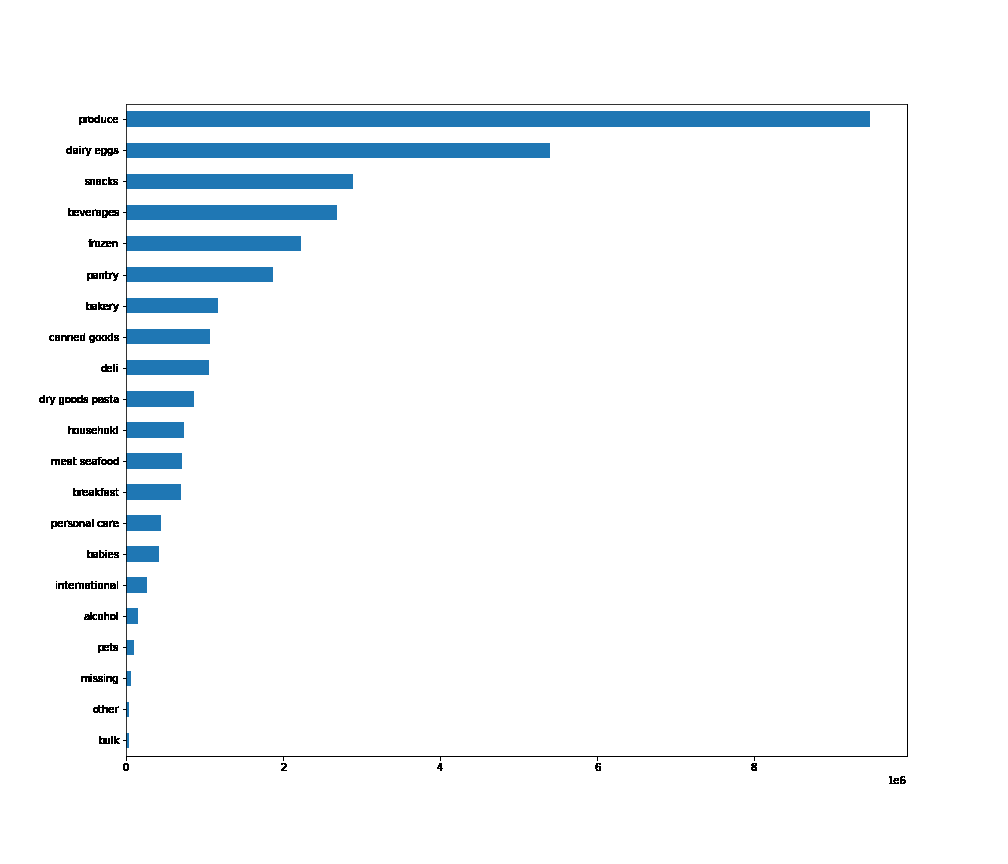 produce
dairy eggs
snacks
beverages
frozen
pantry
bakery
canned goods
deli
dry goods pasta
household
meat seafood
breakfast
personal care
babies
international
alcohol
pets
missing
other
bulk
0 2 4 6 8
1e6